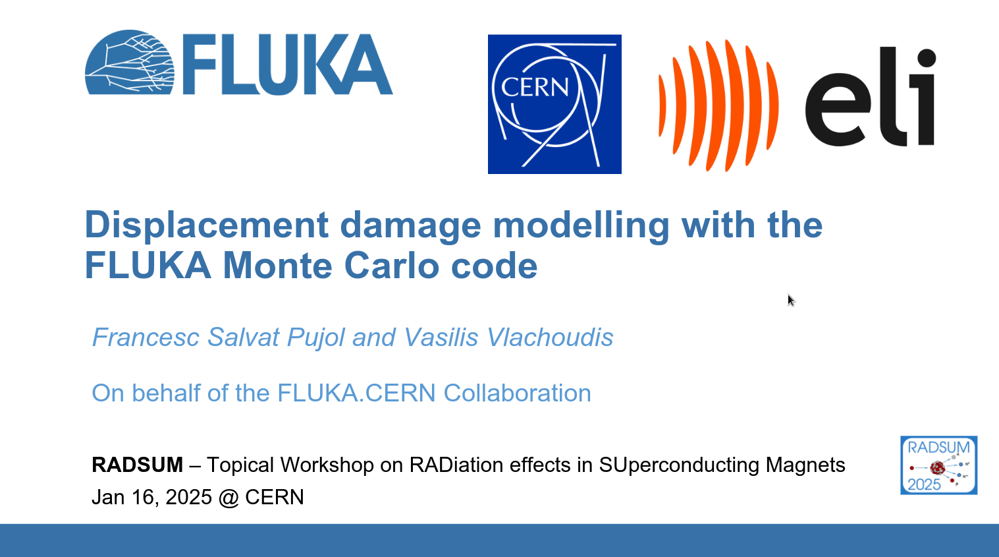 FLUKA
CERN
eli
Displacement damage modelling with the
FLUKA Monte Carlo code
Francesc Salvat Pujol and Vasilis Vlachoudis
On behalf of the FLUKA.CERN Collaboration
RADSUM – Topical Workshop on RADiation effects in SUperconducting Magnets
Jan 16, 2025 @ CERN
RADSUM
2025